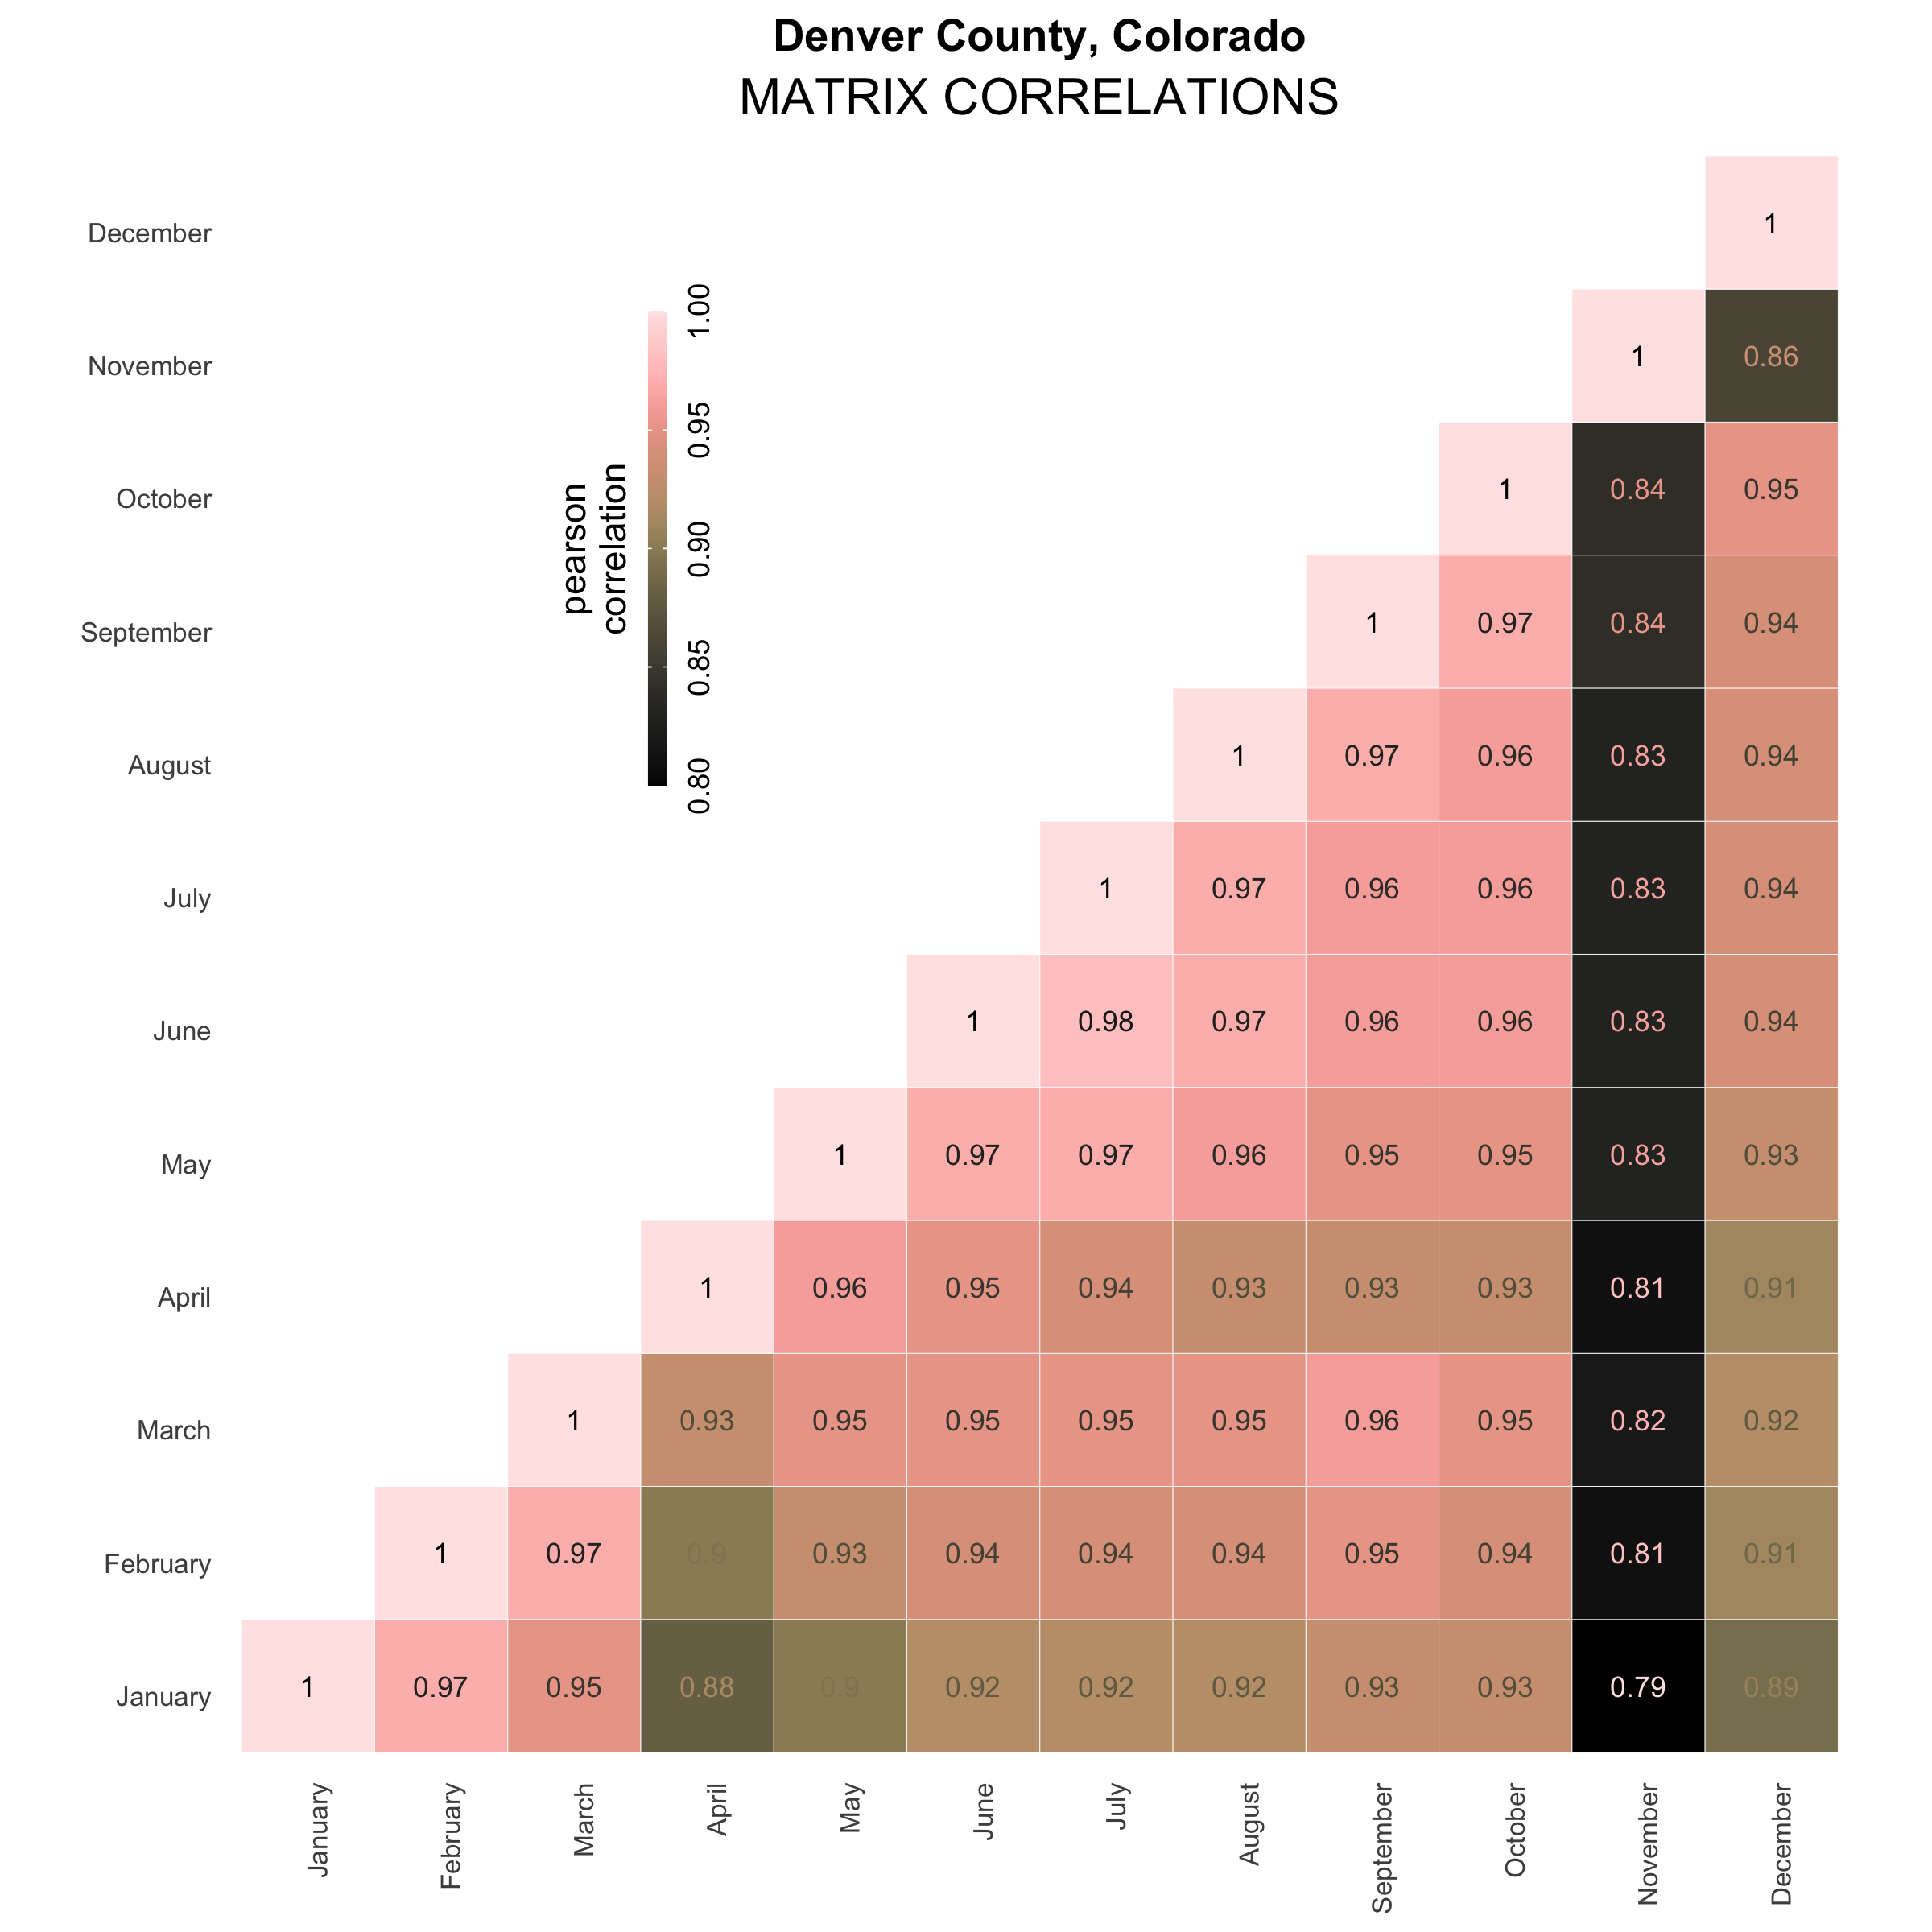 Denver County, Colorado
MATRIX CORRELATIONS
December 1
November 1 0.86
October 1 0.84 0.95
September 1 0.97 0.84 0.94
August 1 0.97 0.96 0.83 0.94
July 1 0.97 0.96 0.96 0.83 0.94
June 1 0.98 0.97 0.96 0.96 0.83 0.94
May 1 0.97 0.97 0.96 0.95 0.95 0.83 0.93
April 1 0.96 0.95 0.94 0.93 0.93 0.93 0.81 0.91
March 1 0.93 0.95 0.95 0.95 0.95 0.96 0.95 0.82 0.92
February 1 0.97 0.9 0.93 0.94 0.94 0.94 0.95 0.94 0.81 0.91
January 1 0.97 0.95 0.88 0.9 0.92 0.92 0.92 0.93 0.93 0.79 0.89
January February March April May June July August September October November December
pearson
correlation
0.80 0.85 0.90 0.95 1.00